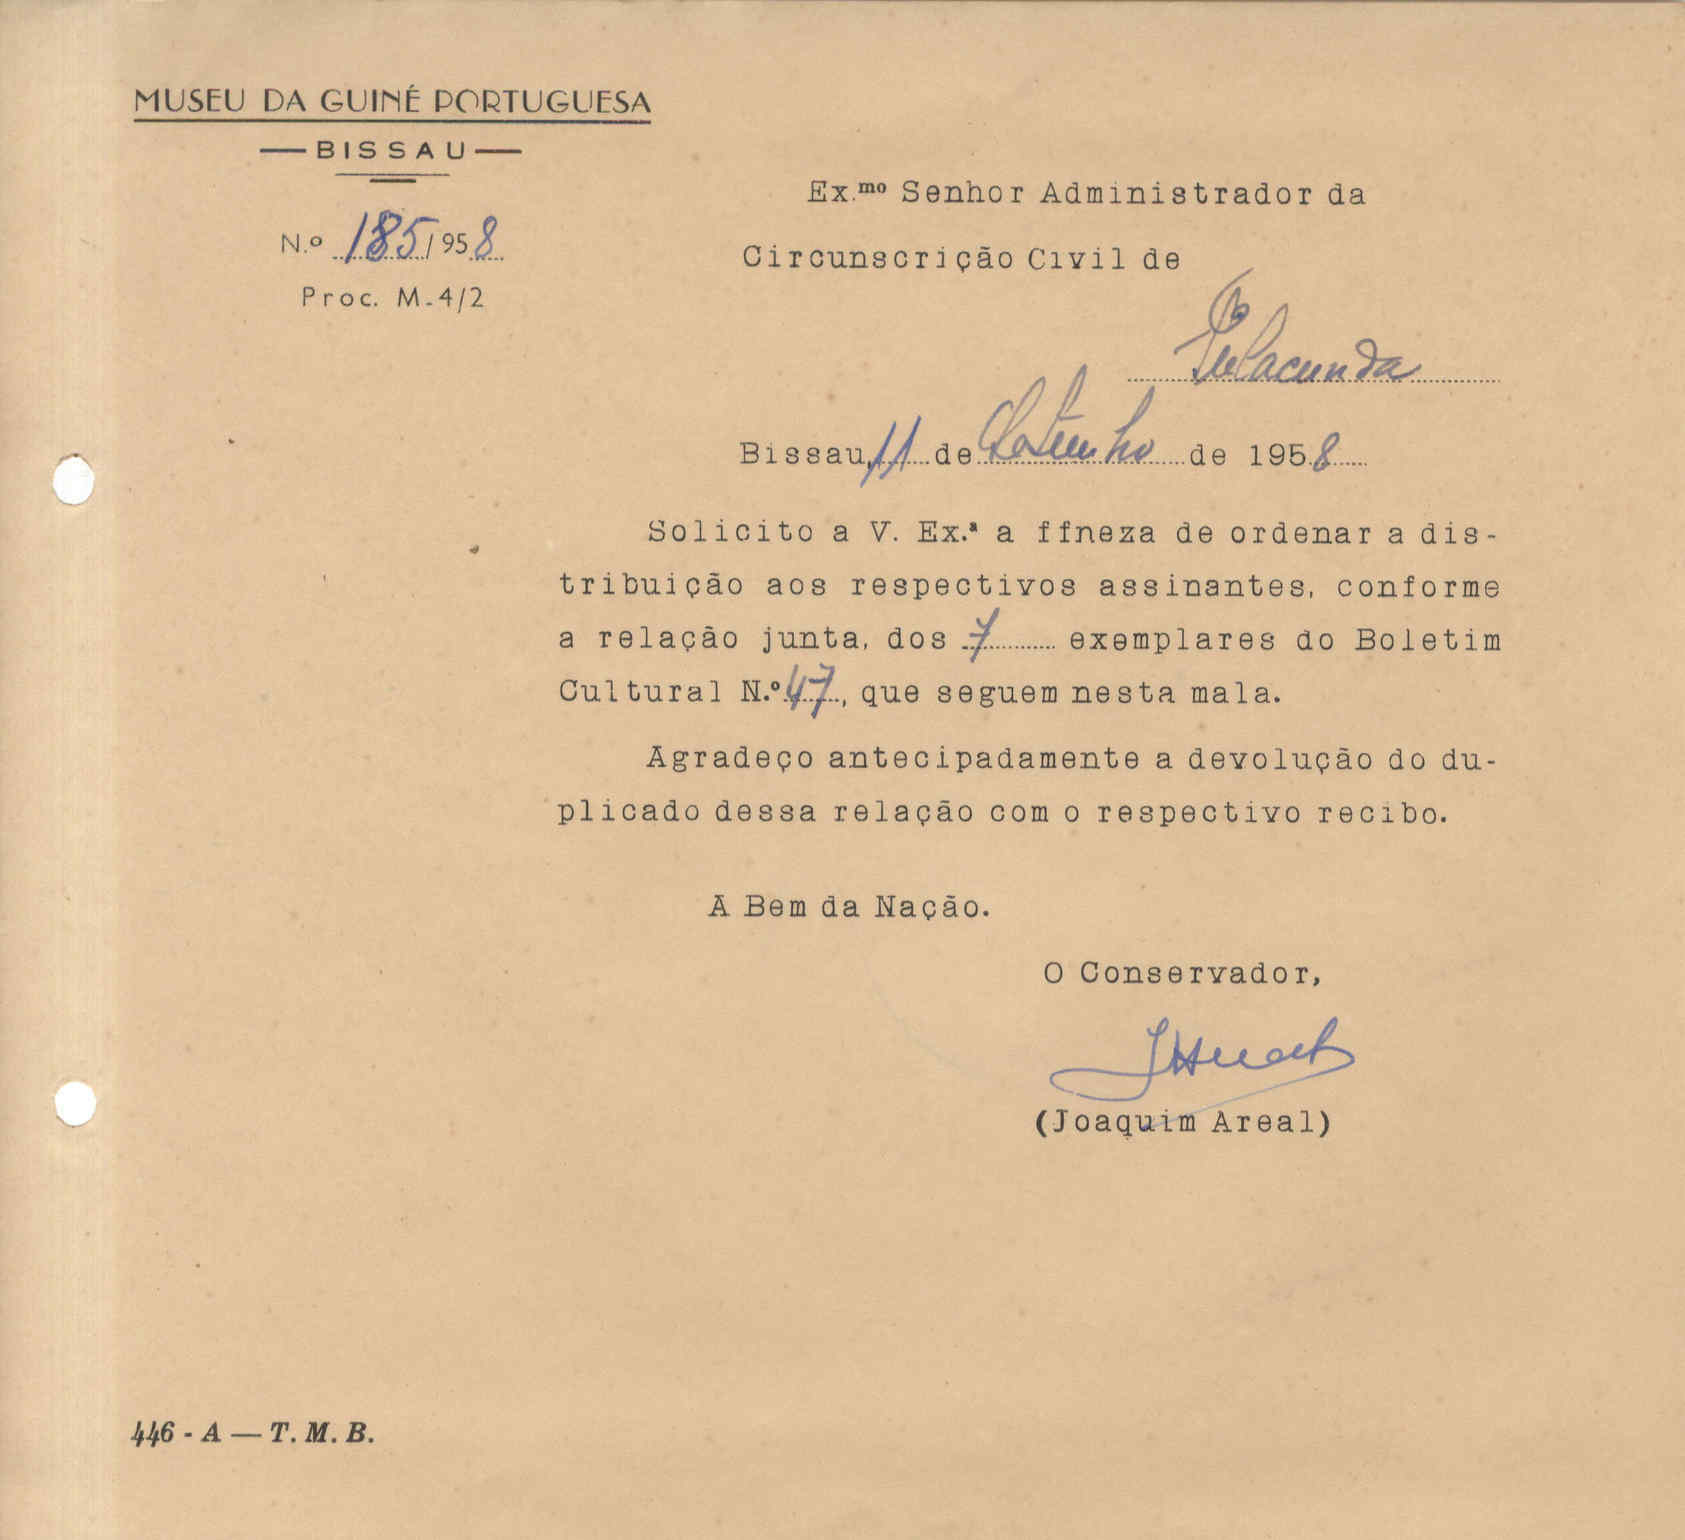 MUSEU DA GUINÉ PORTUGUESA
BISSAU
N.º 185/958
Proc. M-4/2
Ex.mo Senhor Administrador da
Circunscrição Civil de
Fulacunda
Bissau, 11 de Setembro de 1958
Solicito a V. Ex.ª a ffneza de ordenar a dis-
tribuição aos respectivos assinantes, conforme
a relação junta, dos 7 exemplares do Boletim
Cultural N.º 47, que seguem nesta mala.
Agradeço antecipadamente a devolução do du-
plicado dessa relação com o respectivo recibo.
A Bem da Nação.
O Conservador,
(Joaquim Areal)
446 - A — T. M. B.